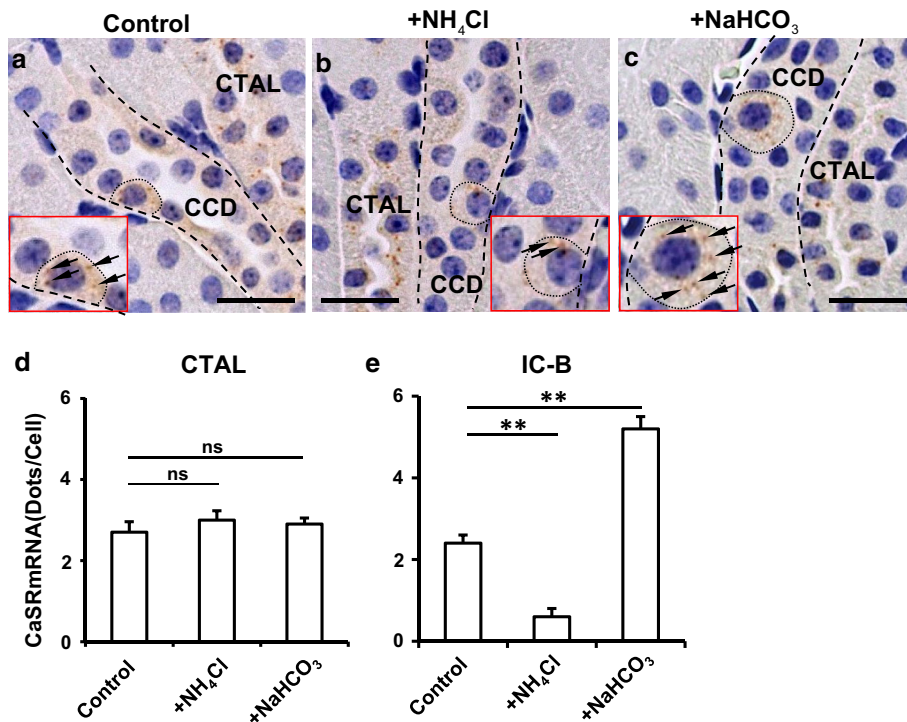 Control
+NH₄Cl
+NaHCO₃
a
CTAL
CCD
b
CTAL
CCD
c
CCD
CTAL
d
CTAL
CaSRmRNA(Dots/Cell)
6
4
2
0
ns
ns
Control
+NH₄Cl
+NaHCO₃
e
IC-B
6
4
2
0
**
**
Control
+NH₄Cl
+NaHCO₃